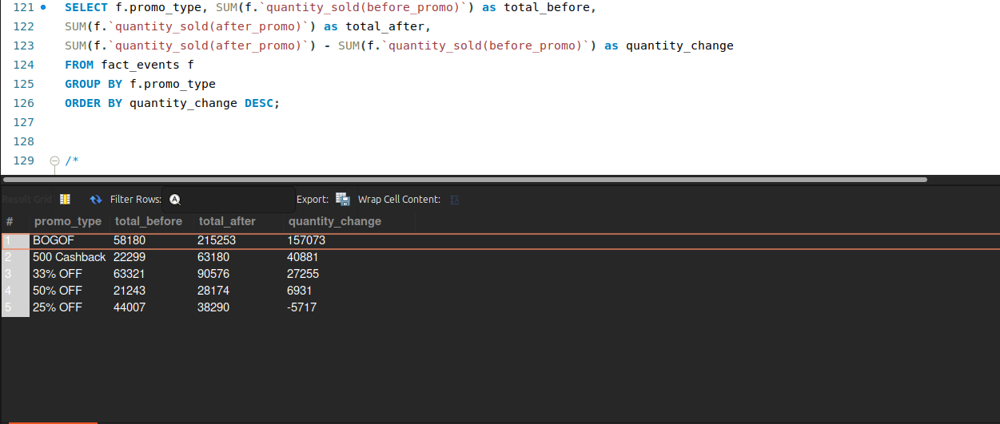 121 SELECT f.promo_type, SUM(f.`quantity_sold(before_promo)`) as total_before,
122 SUM(f.`quantity_sold(after_promo)`) as total_after,
123 SUM(f.`quantity_sold(after_promo)`) - SUM(f.`quantity_sold(before_promo)`) as quantity_change
124 FROM fact_events f
125 GROUP BY f.promo_type
126 ORDER BY quantity_change DESC;
127
128
129 /*
Result Grid Filter Rows: Export: Wrap Cell Content:
# promo_type total_before total_after quantity_change
1 BOGOF 58180 215253 157073
2 500 Cashback 22299 63180 40881
3 33% OFF 63321 90576 27255
4 50% OFF 21243 28174 6931
5 25% OFF 44007 38290 -5717